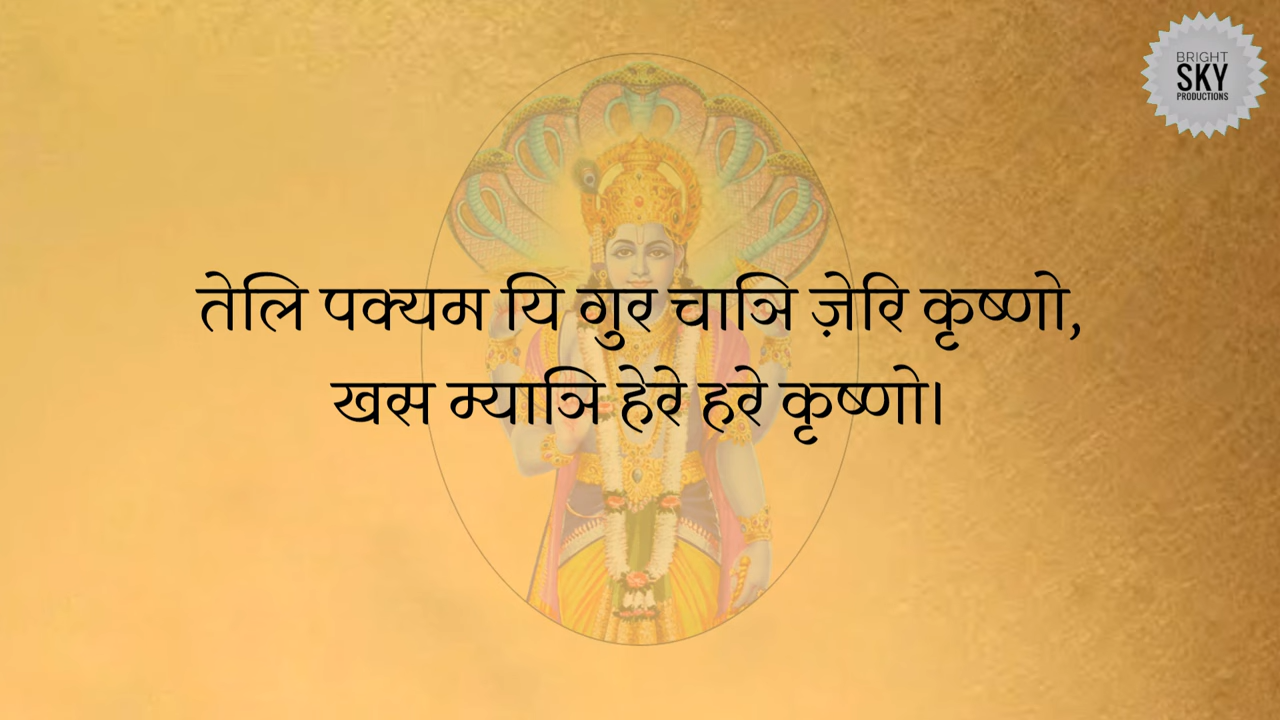 तेलि पक्यम यि गुर चाञि ज़ेरि कृष्णो,
खस म्याञि हेरे हरे कृष्णो।
BRIGHT
SKY
PRODUCTIONS